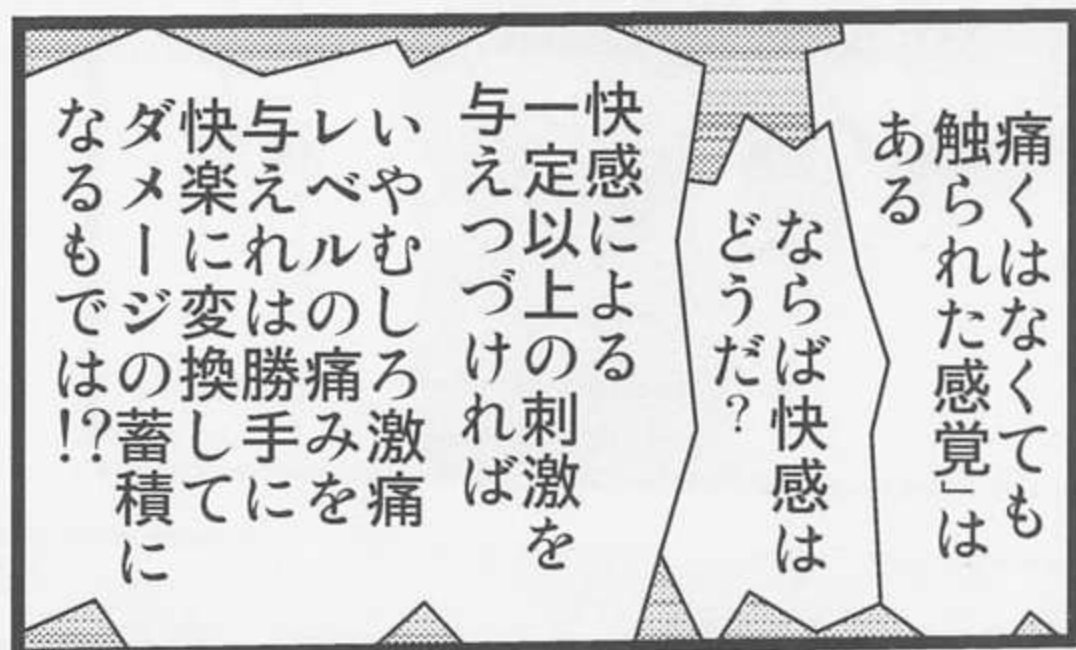 痛くはなくても
触られた感覚」は
ある
ならば快感は
どうだ?
快感による
一定以上の刺激を
与えつづければ
いやむしろ激痛
レベルの痛みを
与えれは勝手に
快楽に変換して
ダメージの蓄積に
なるもでは!?